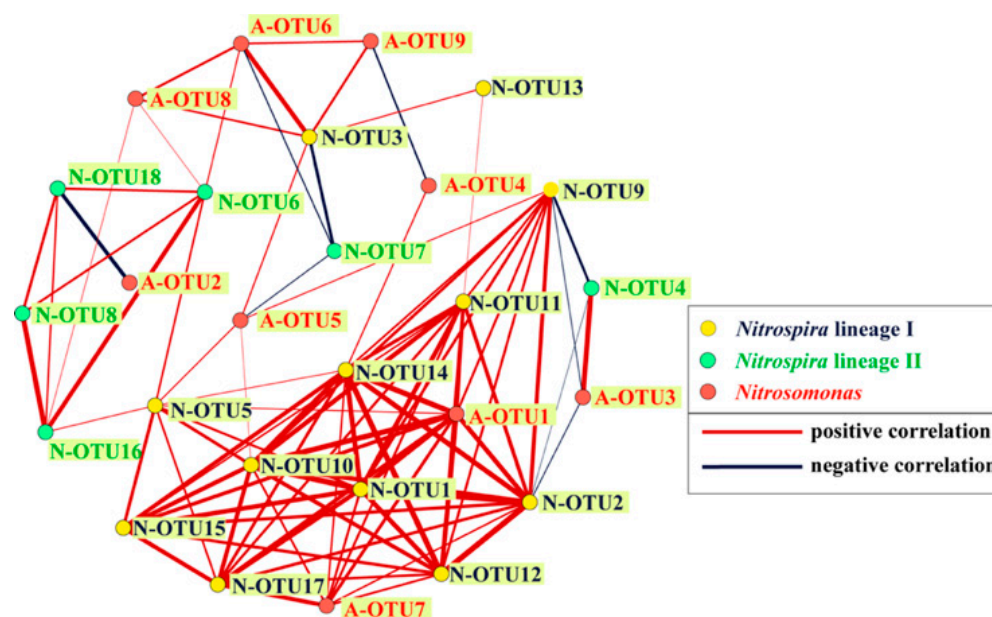 A-OTU6
A-OTU9
N-OTU13
A-OTU8
N-OTU3
N-OTU18
A-OTU4
N-OTU9
N-OTU6
N-OTU7
A-OTU2
N-OTU4
N-OTU8
N-OTU11
A-OTU5
N-OTU14
A-OTU3
N-OTU5
A-OTU1
N-OTU16
N-OTU10
N-OTU1
N-OTU2
N-OTU15
N-OTU12
N-OTU17
A-OTU7
Nitrospira lineage I
Nitrospira lineage II
Nitrosomonas
positive correlation
negative correlation